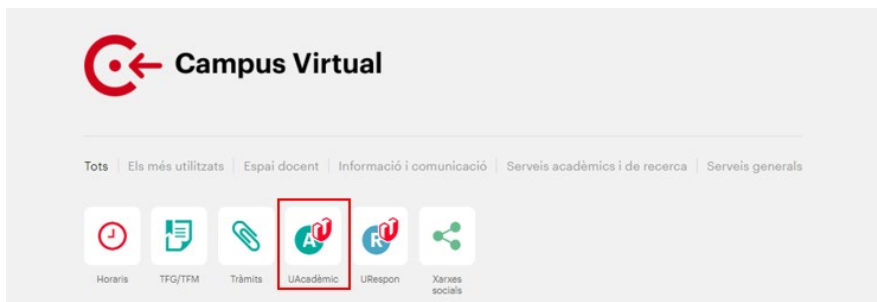 Campus Virtual
Tots | Els més utilitzats | Espai docent | Informació i comunicació | Serveis acadèmics i de recerca | Serveis generals
A R
Horaris TFG/TFM Tràmits UAcadèmic URespon Xarxes
socials